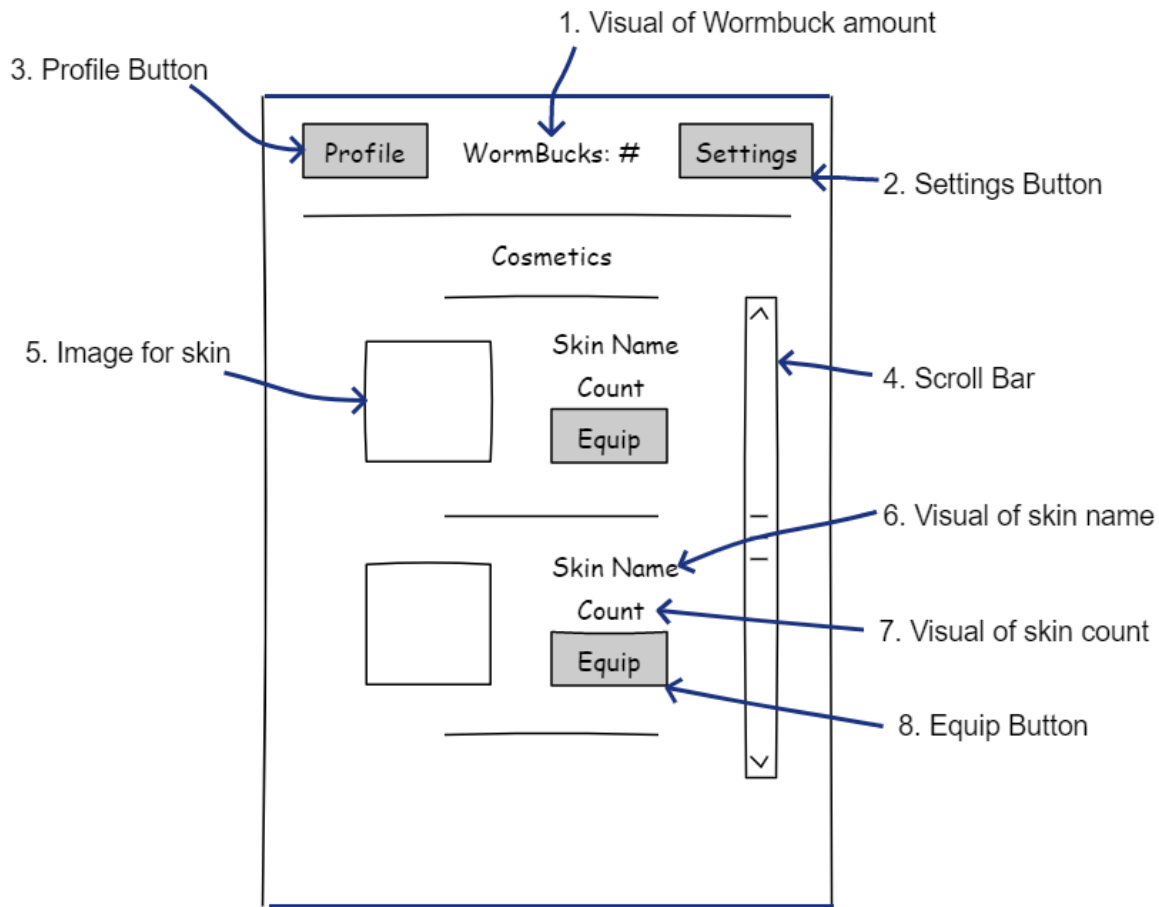 1. Visual of Wormbuck amount
3. Profile Button
Profile
WormBucks: #
Settings
2. Settings Button
Cosmetics
5. Image for skin
Skin Name
Count
Equip
4. Scroll Bar
6. Visual of skin name
Skin Name
Count
7. Visual of skin count
Equip
8. Equip Button